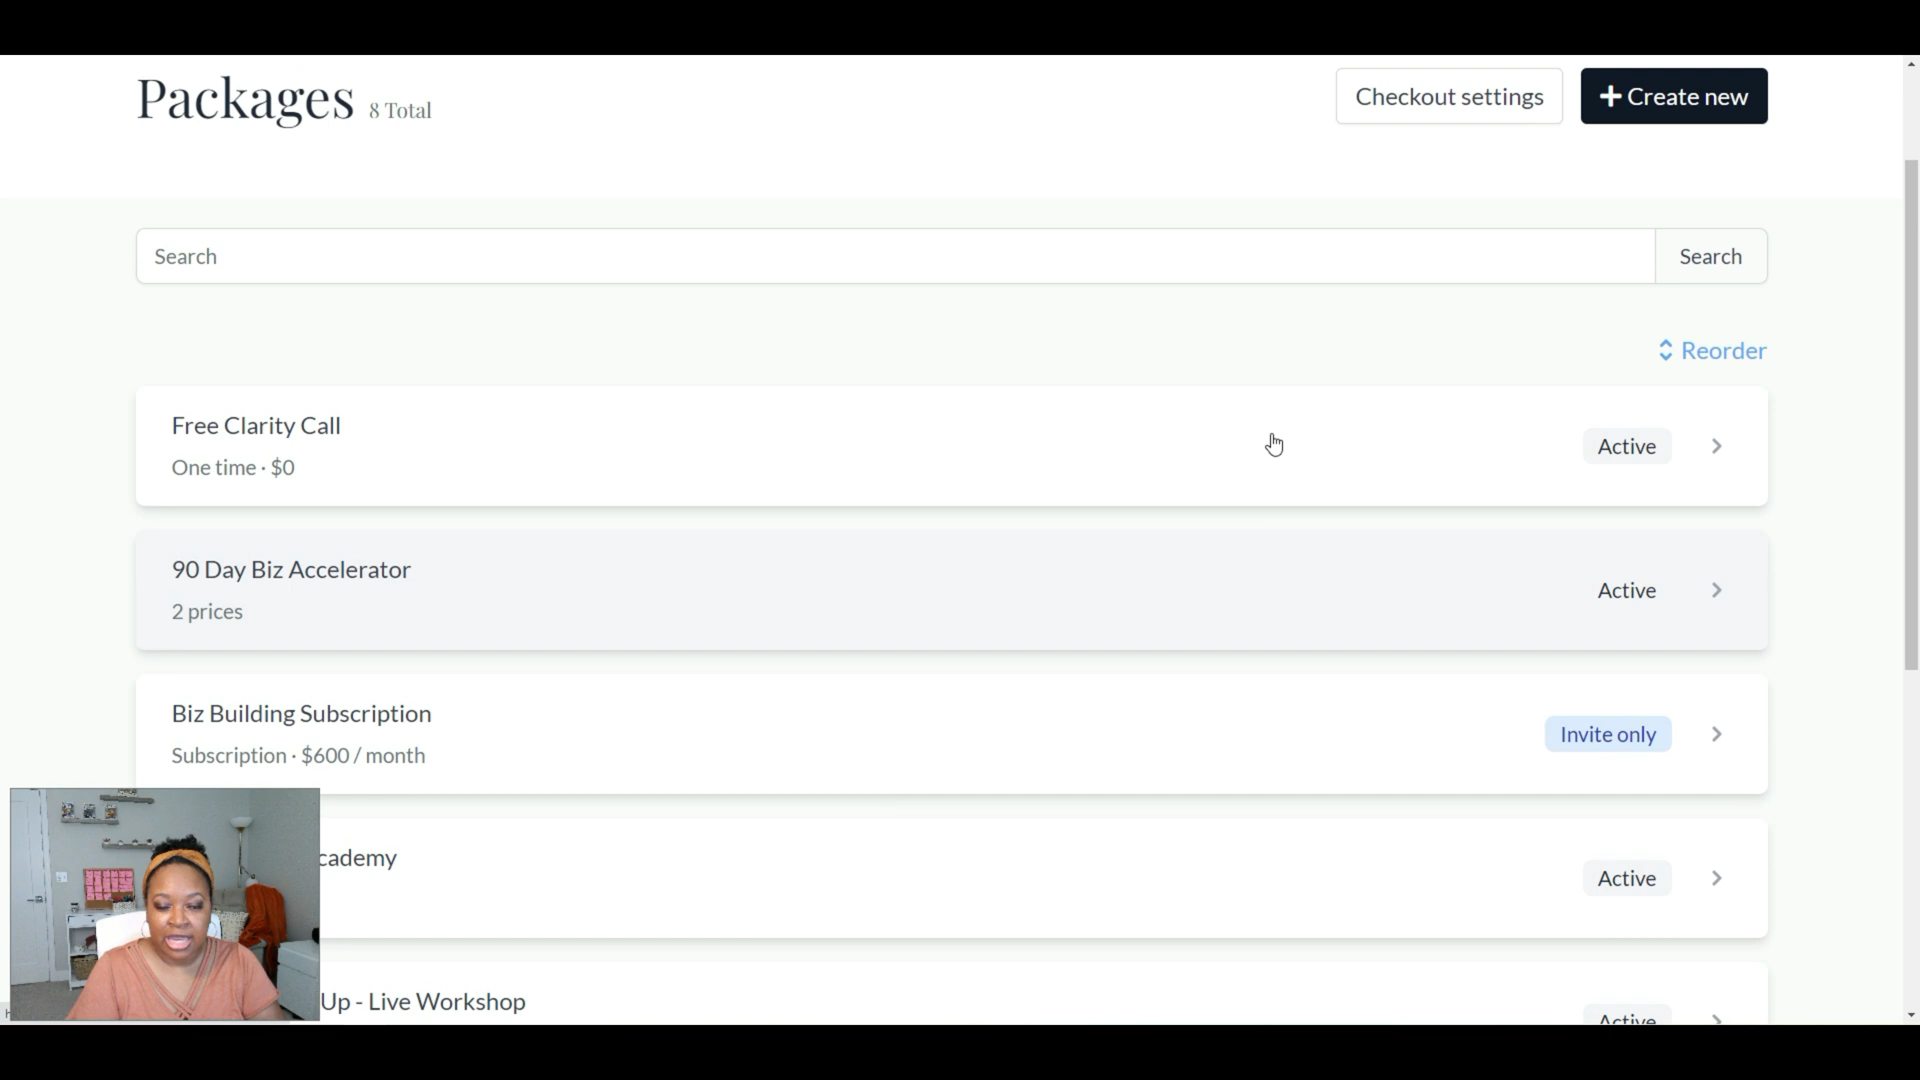 Packages 8 Total
Checkout settings
Create new
Search
Search
Reorder
Free Clarity Call
One time · $0
Active
90 Day Biz Accelerator
2 prices
Active
Biz Building Subscription
Subscription · $600 / month
Invite only
cademy
Active
Up - Live Workshop
Active